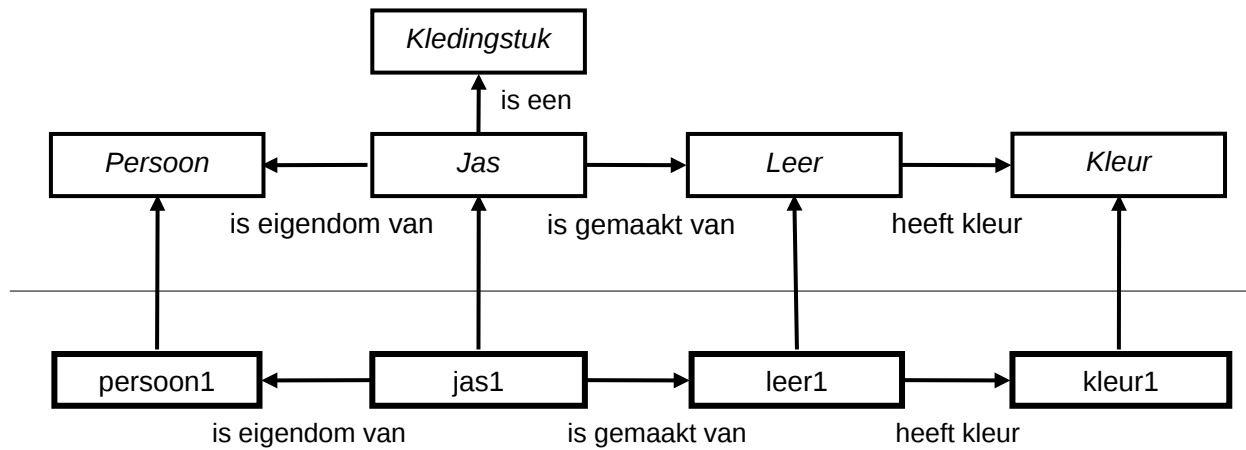 Kledingstuk
is een
Persoon
Jas
Leer
Kleur
is eigendom van
is gemaakt van
heeft kleur
persoon1
jas1
leer1
kleur1
is eigendom van
is gemaakt van
heeft kleur